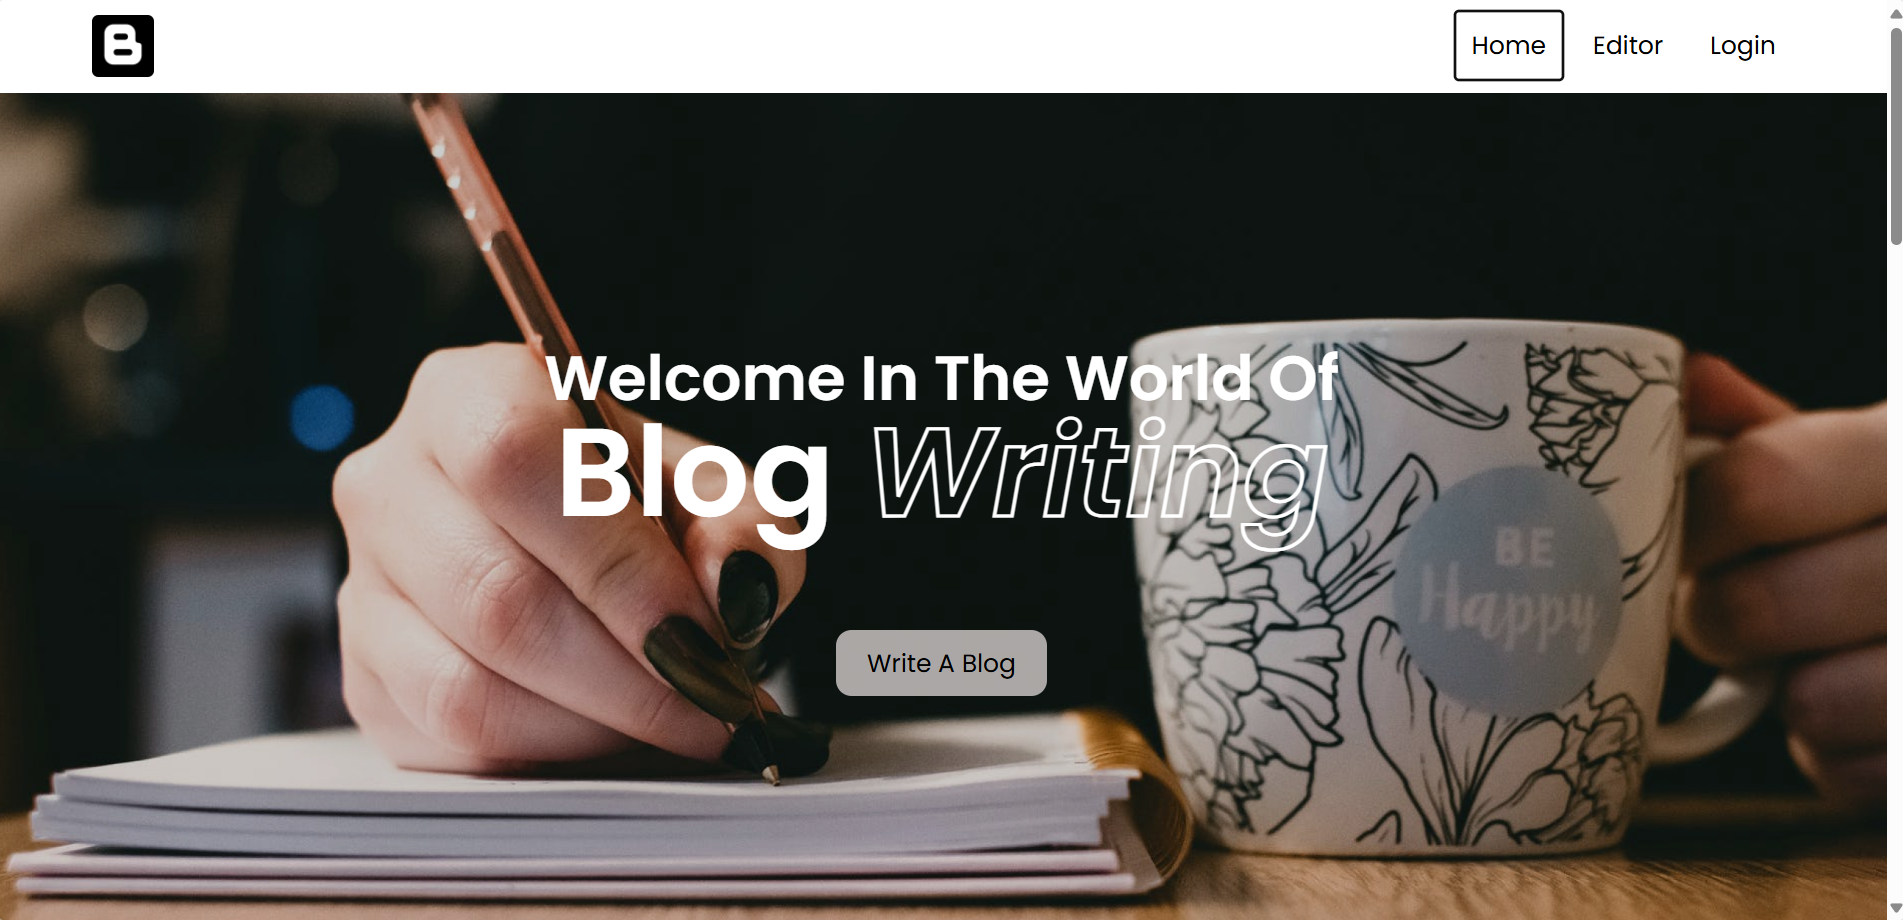 B
Home
Editor
Login
Welcome In The World Of
Blog Writing
BE
Happy
Write A Blog